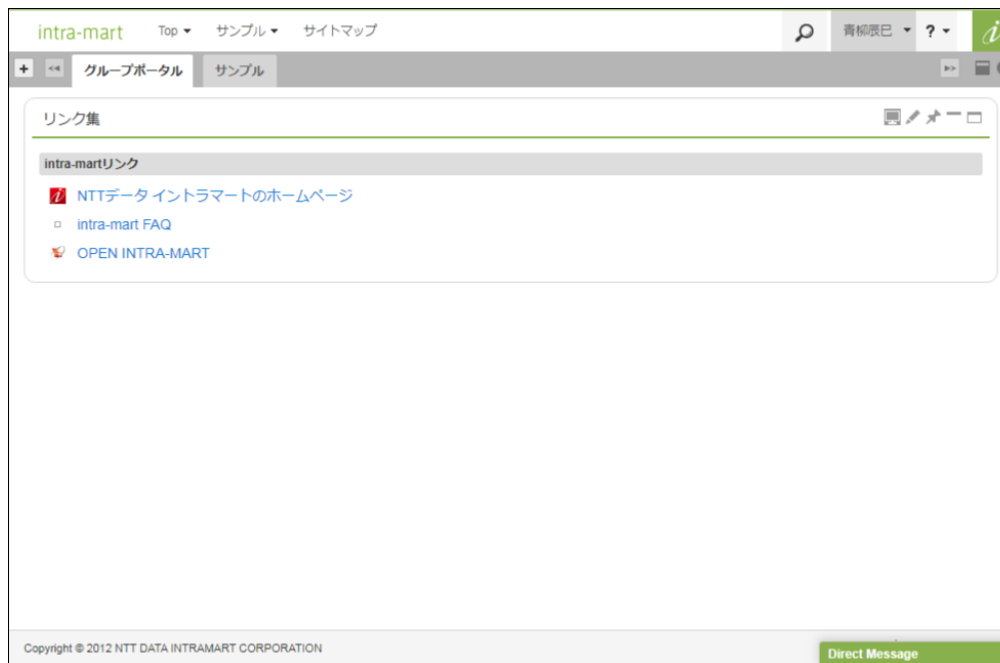 intra-mart Top サンプル サイトマップ 青柳辰巳 ?
グループポータル サンプル
リンク集
intra-martリンク
NTTデータ イントラマートのホームページ
intra-mart FAQ
OPEN INTRA-MART
Copyright © 2012 NTT DATA INTRAMART CORPORATION
Direct Message